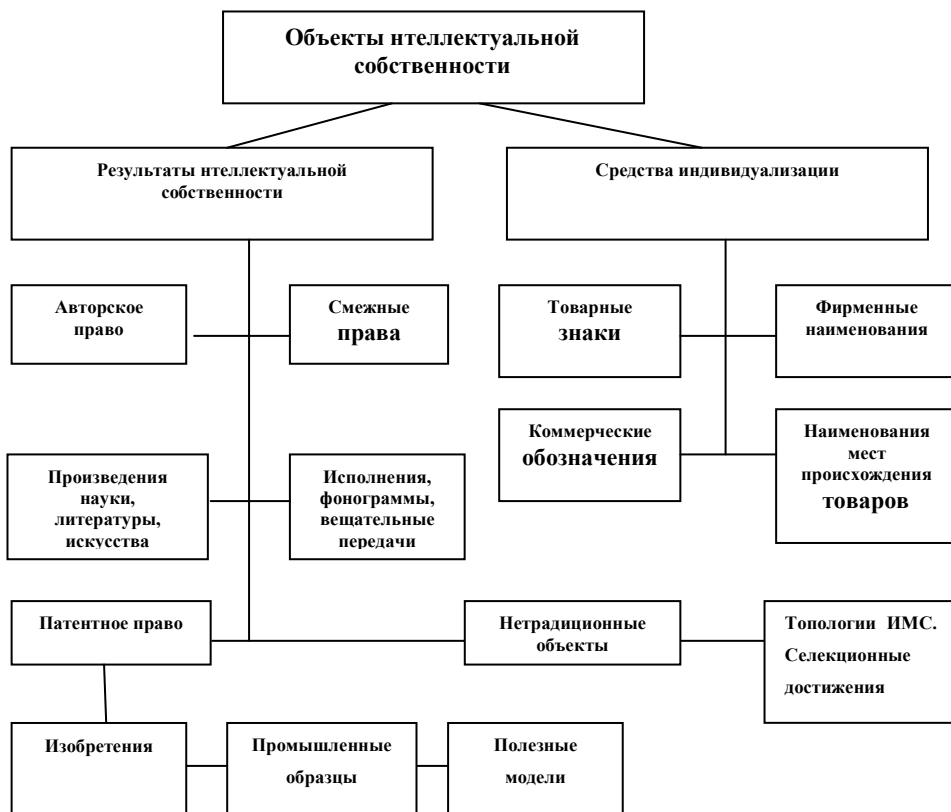 Объекты нтеллектуальной
собственности
Результаты нтеллектуальной
собственности
Средства индивидуализации
Авторское
право
Смежные
права
Товарные
знаки
Фирменные
наименования
Коммерческие
обозначения
Наименования
мест
происхождения
товаров
Произведения
науки,
литературы,
искусства
Исполнения,
фонограммы,
вещательные
передачи
Патентное право
Нетрадиционные
объекты
Топологии ИМС.
Селекционные
достижения
Изобретения
Промышленные
образцы
Полезные
модели